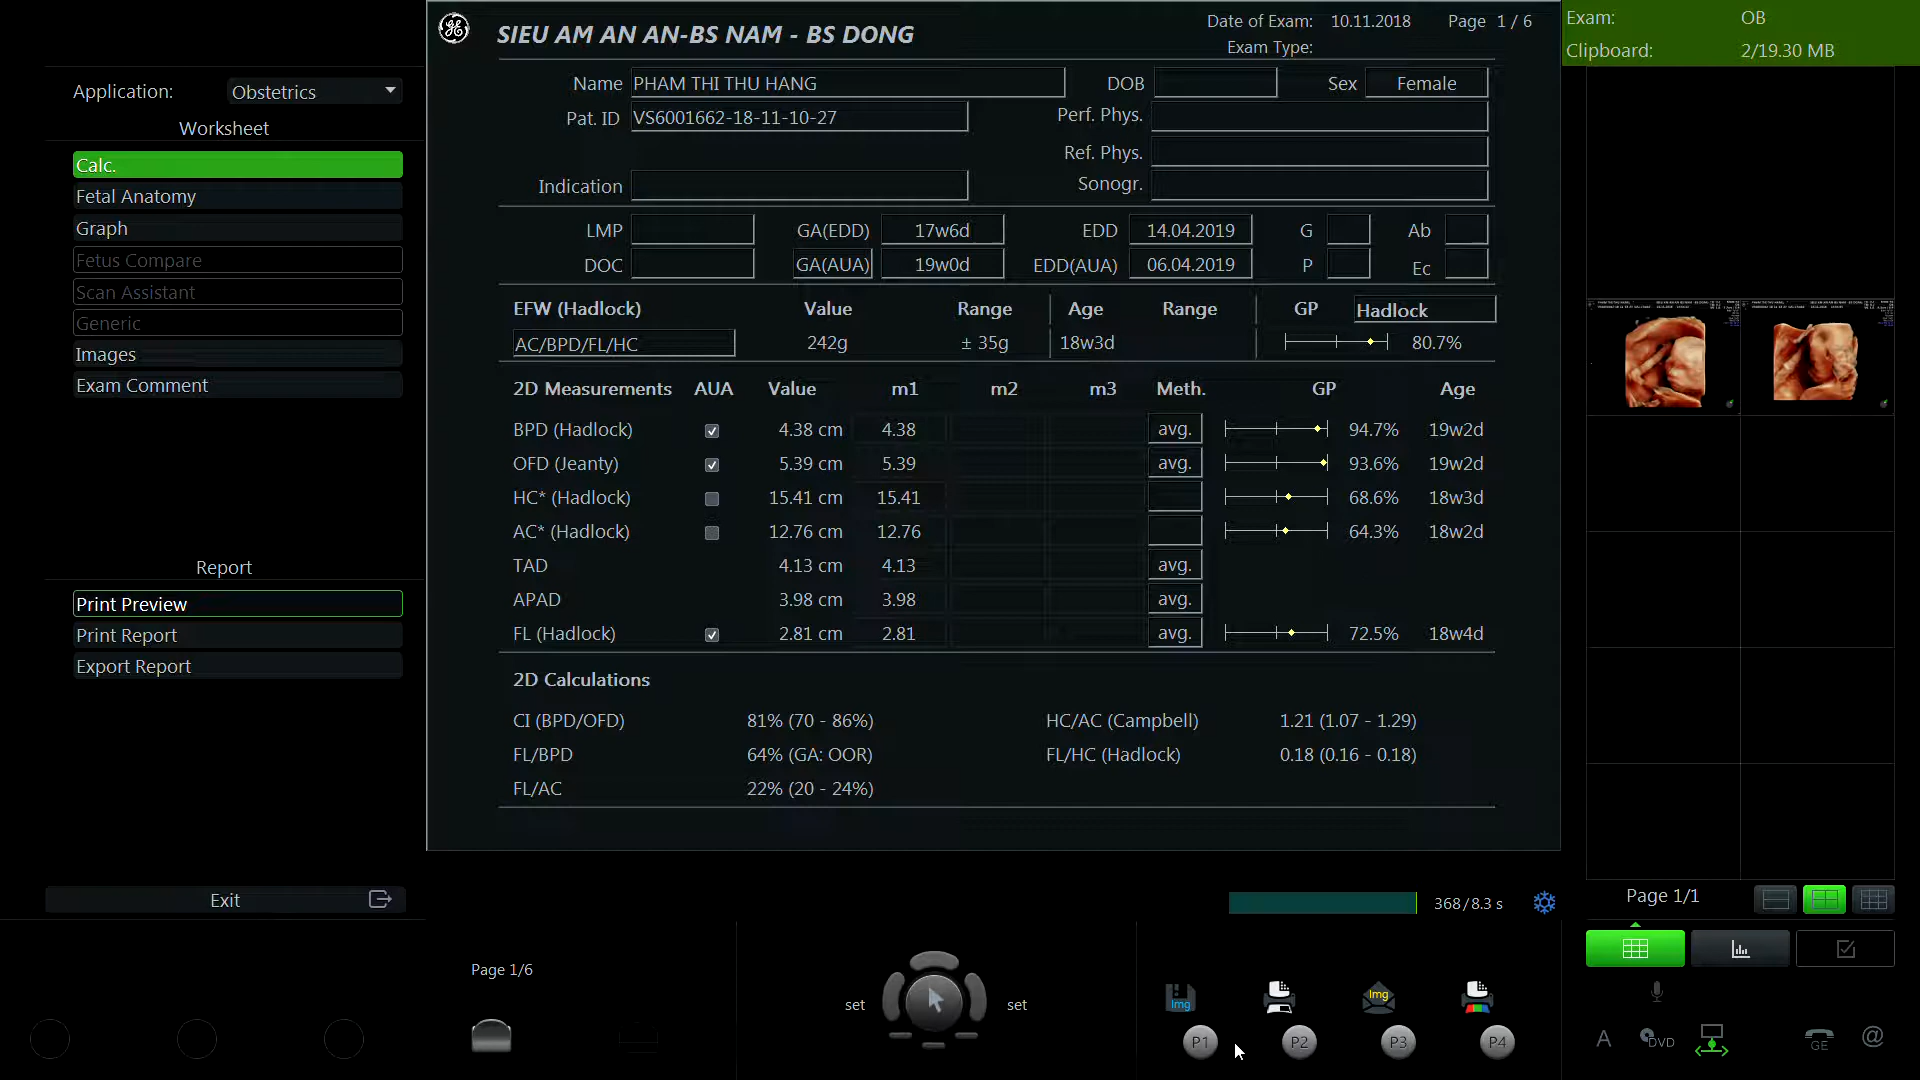 SIEU AM AN AN-BS NAM - BS DONG
Date of Exam: 10.11.2018 Page 1 / 6
Exam Type:
Exam: OB
Clipboard: 2/19.30 MB
Application: Obstetrics
Worksheet
Calc.
Fetal Anatomy
Graph
Fetus Compare
Scan Assistant
Generic
Images
Exam Comment
Report
Print Preview
Print Report
Export Report
Exit
Name PHAM THI THU HANG DOB Sex Female
Pat. ID VS6001662-18-11-10-27 Perf. Phys.
Ref. Phys.
Indication Sonogr.
LMP GA(EDD) 17w6d EDD 14.04.2019 G Ab
DOC GA(AUA) 19w0d EDD(AUA) 06.04.2019 P Ec
EFW (Hadlock) Value Range Age Range GP Hadlock
AC/BPD/FL/HC 242g ± 35g 18w3d 80.7%
2D Measurements AUA Value m1 m2 m3 Meth. GP Age
BPD (Hadlock) 4.38 cm 4.38 avg. 94.7% 19w2d
OFD (Jeanty) 5.39 cm 5.39 avg. 93.6% 19w2d
HC* (Hadlock) 15.41 cm 15.41 68.6% 18w3d
AC* (Hadlock) 12.76 cm 12.76 64.3% 18w2d
TAD 4.13 cm 4.13 avg.
APAD 3.98 cm 3.98 avg.
FL (Hadlock) 2.81 cm 2.81 avg. 72.5% 18w4d
2D Calculations
CI (BPD/OFD) 81% (70 - 86%) HC/AC (Campbell) 1.21 (1.07 - 1.29)
FL/BPD 64% (GA: OOR) FL/HC (Hadlock) 0.18 (0.16 - 0.18)
FL/AC 22% (20 - 24%)
368/8.3 s
Page 1/1
Page 1/6
set set
Img Img
P1 P2 P3 P4
A DVD GE @